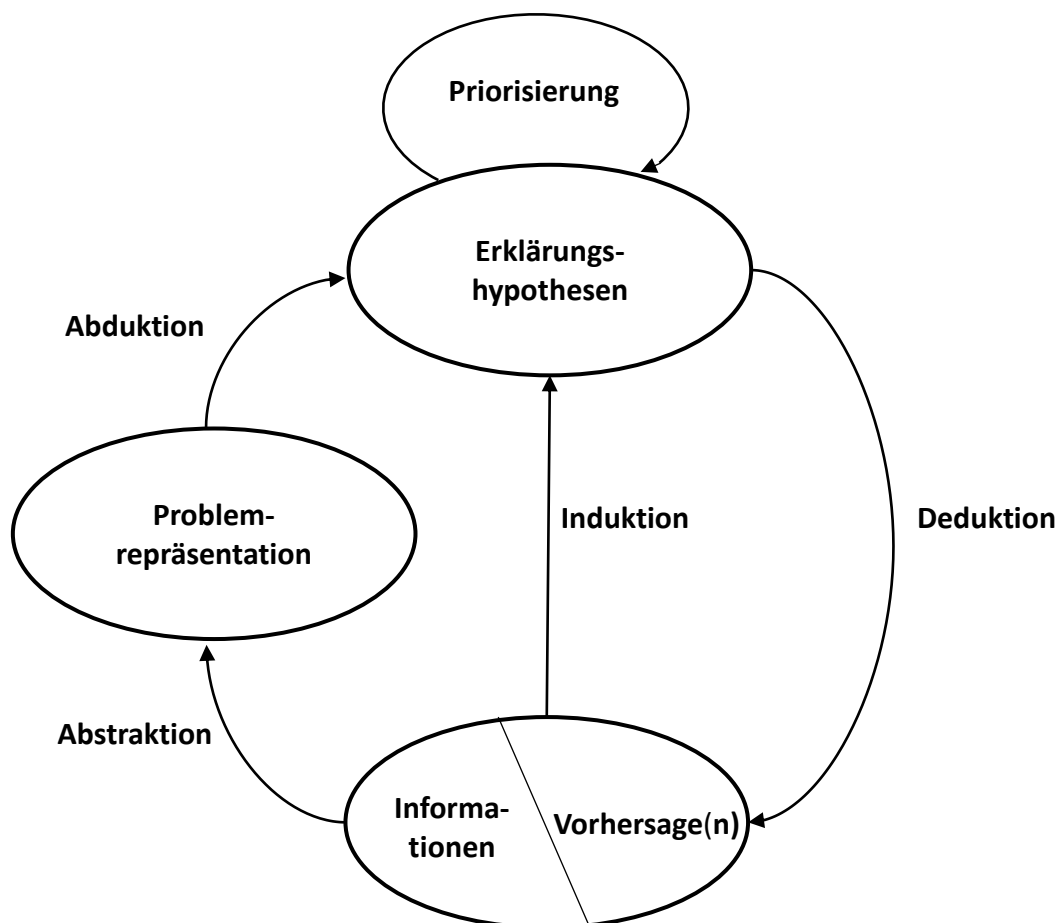 Priorisierung
Erklärungs-
hypothesen
Abduktion
Problem-
repräsentation
Induktion
Deduktion
Abstraktion
Informa-
tionen
Vorhersage(n)